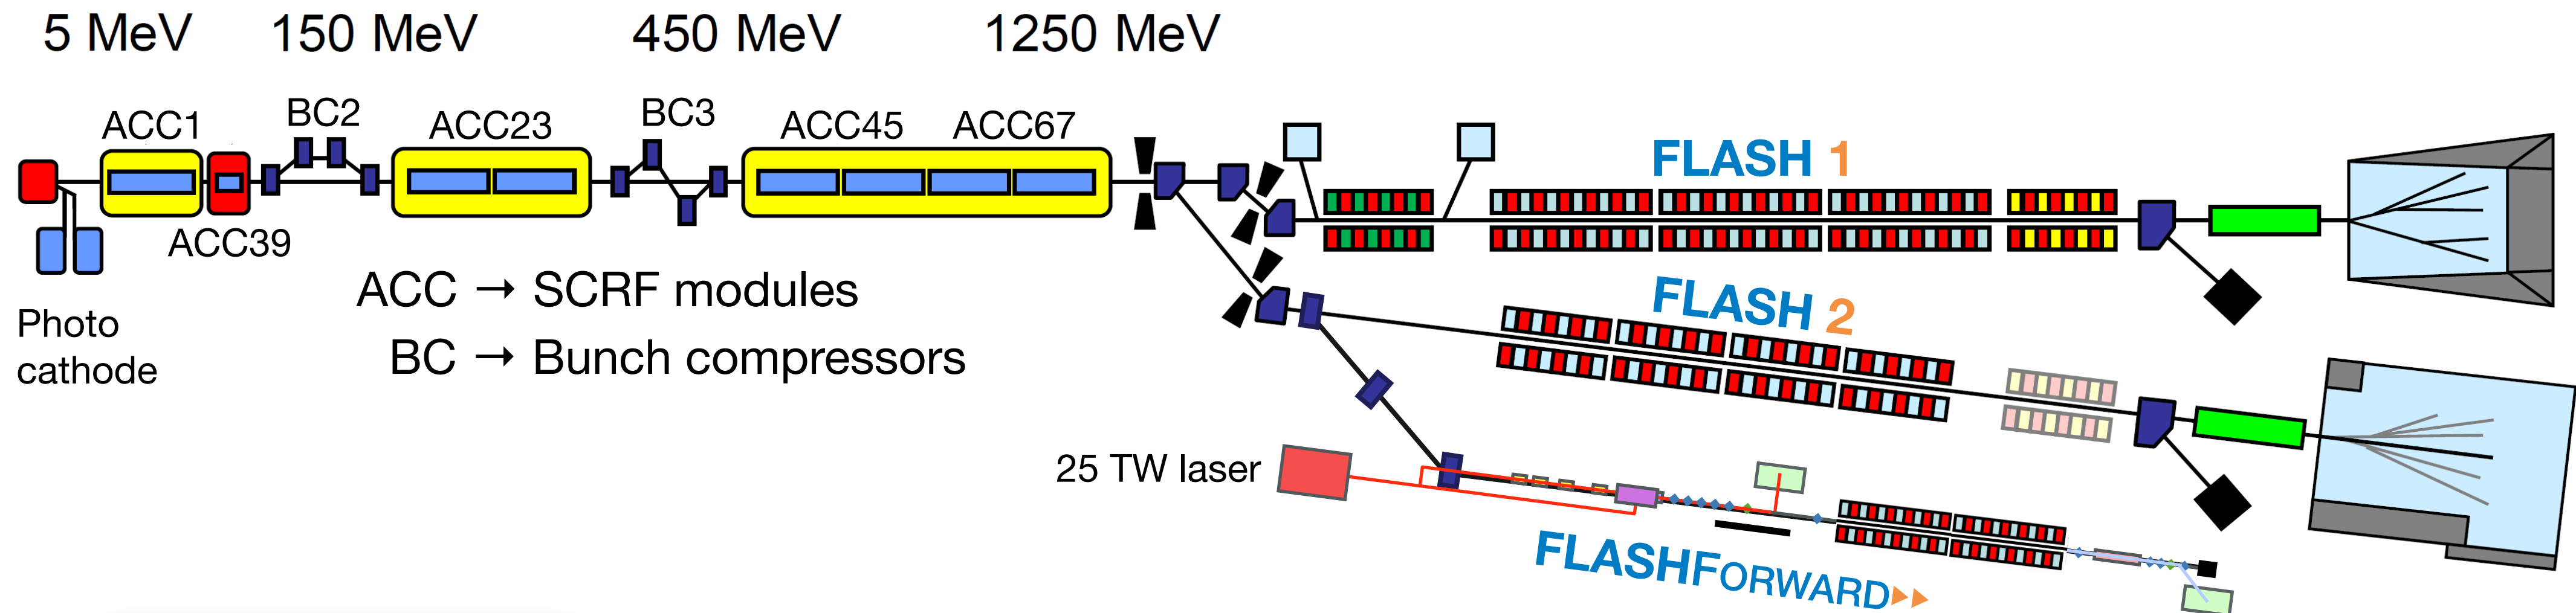 5 MeV 150 MeV 450 MeV 1250 MeV
ACC1 BC2 ACC23 BC3 ACC45 ACC67
ACC39
FLASH 1
ACC → SCRF modules
BC → Bunch compressors
Photo
cathode
FLASH 2
25 TW laser
FLASHFORWARD